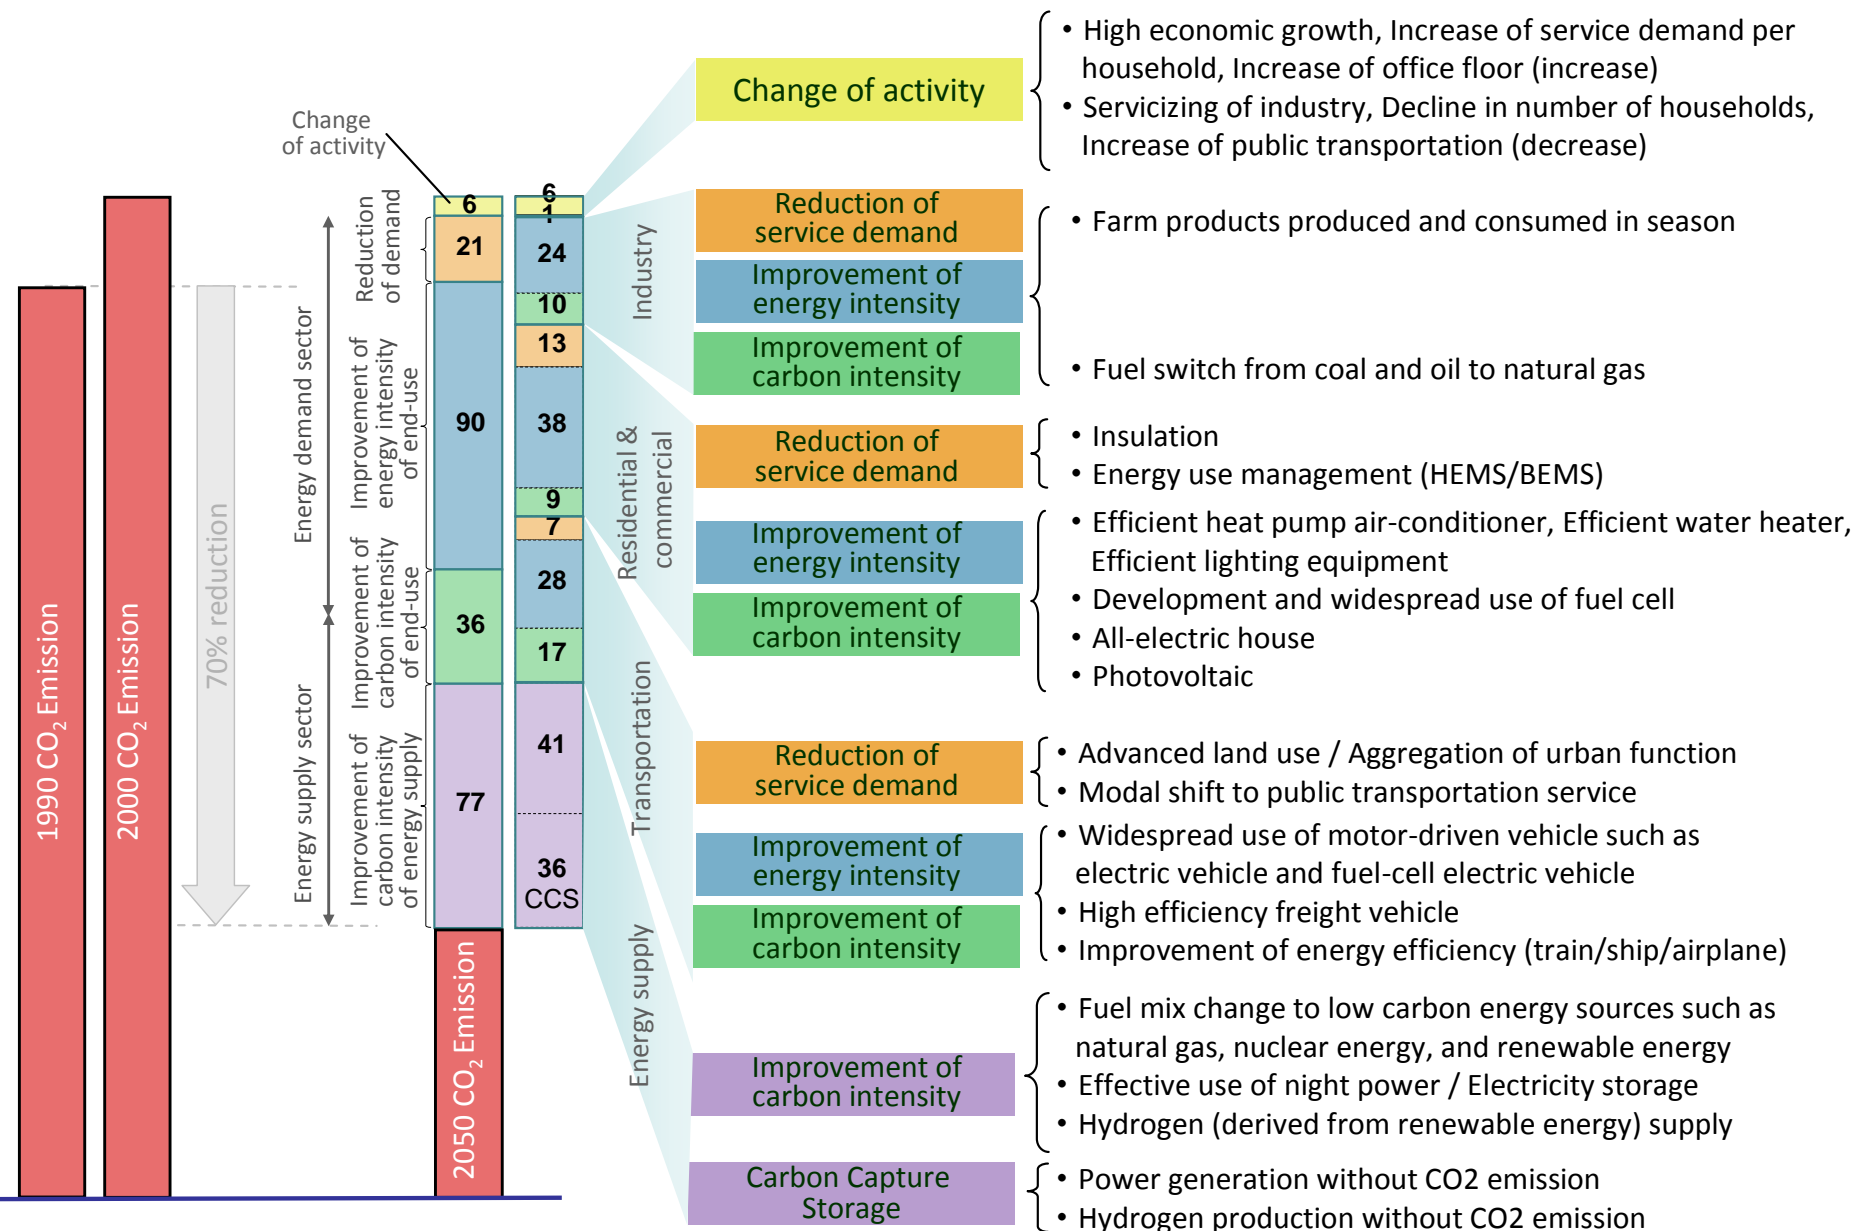 1990 CO2 Emission
2000 CO2 Emission
70% reduction
Energy demand sector
Energy supply sector
Change
of activity
Reduction
of demand
Improvement of
energy intensity
of end-use
Improvement of
carbon intensity
of end-use
Improvement of
carbon intensity
of energy supply
6
21
90
36
77
2050 CO2 Emission
6
1
24
10
13
38
9
7
28
17
41
36
CCS
Industry
Residential &
commercial
Transportation
Energy supply
Change of activity
• High economic growth, Increase of service demand per
household, Increase of office floor (increase)
• Servicizing of industry, Decline in number of households,
Increase of public transportation (decrease)
Reduction of
service demand
Improvement of
energy intensity
Improvement of
carbon intensity
• Farm products produced and consumed in season
• Fuel switch from coal and oil to natural gas
Reduction of
service demand
• Insulation
• Energy use management (HEMS/BEMS)
Improvement of
energy intensity
Improvement of
carbon intensity
• Efficient heat pump air-conditioner, Efficient water heater,
Efficient lighting equipment
• Development and widespread use of fuel cell
• All-electric house
• Photovoltaic
Reduction of
service demand
• Advanced land use / Aggregation of urban function
• Modal shift to public transportation service
Improvement of
energy intensity
Improvement of
carbon intensity
• Widespread use of motor-driven vehicle such as
electric vehicle and fuel-cell electric vehicle
• High efficiency freight vehicle
• Improvement of energy efficiency (train/ship/airplane)
Improvement of
carbon intensity
• Fuel mix change to low carbon energy sources such as
natural gas, nuclear energy, and renewable energy
• Effective use of night power / Electricity storage
• Hydrogen (derived from renewable energy) supply
Carbon Capture
Storage
• Power generation without CO2 emission
• Hydrogen production without CO2 emission